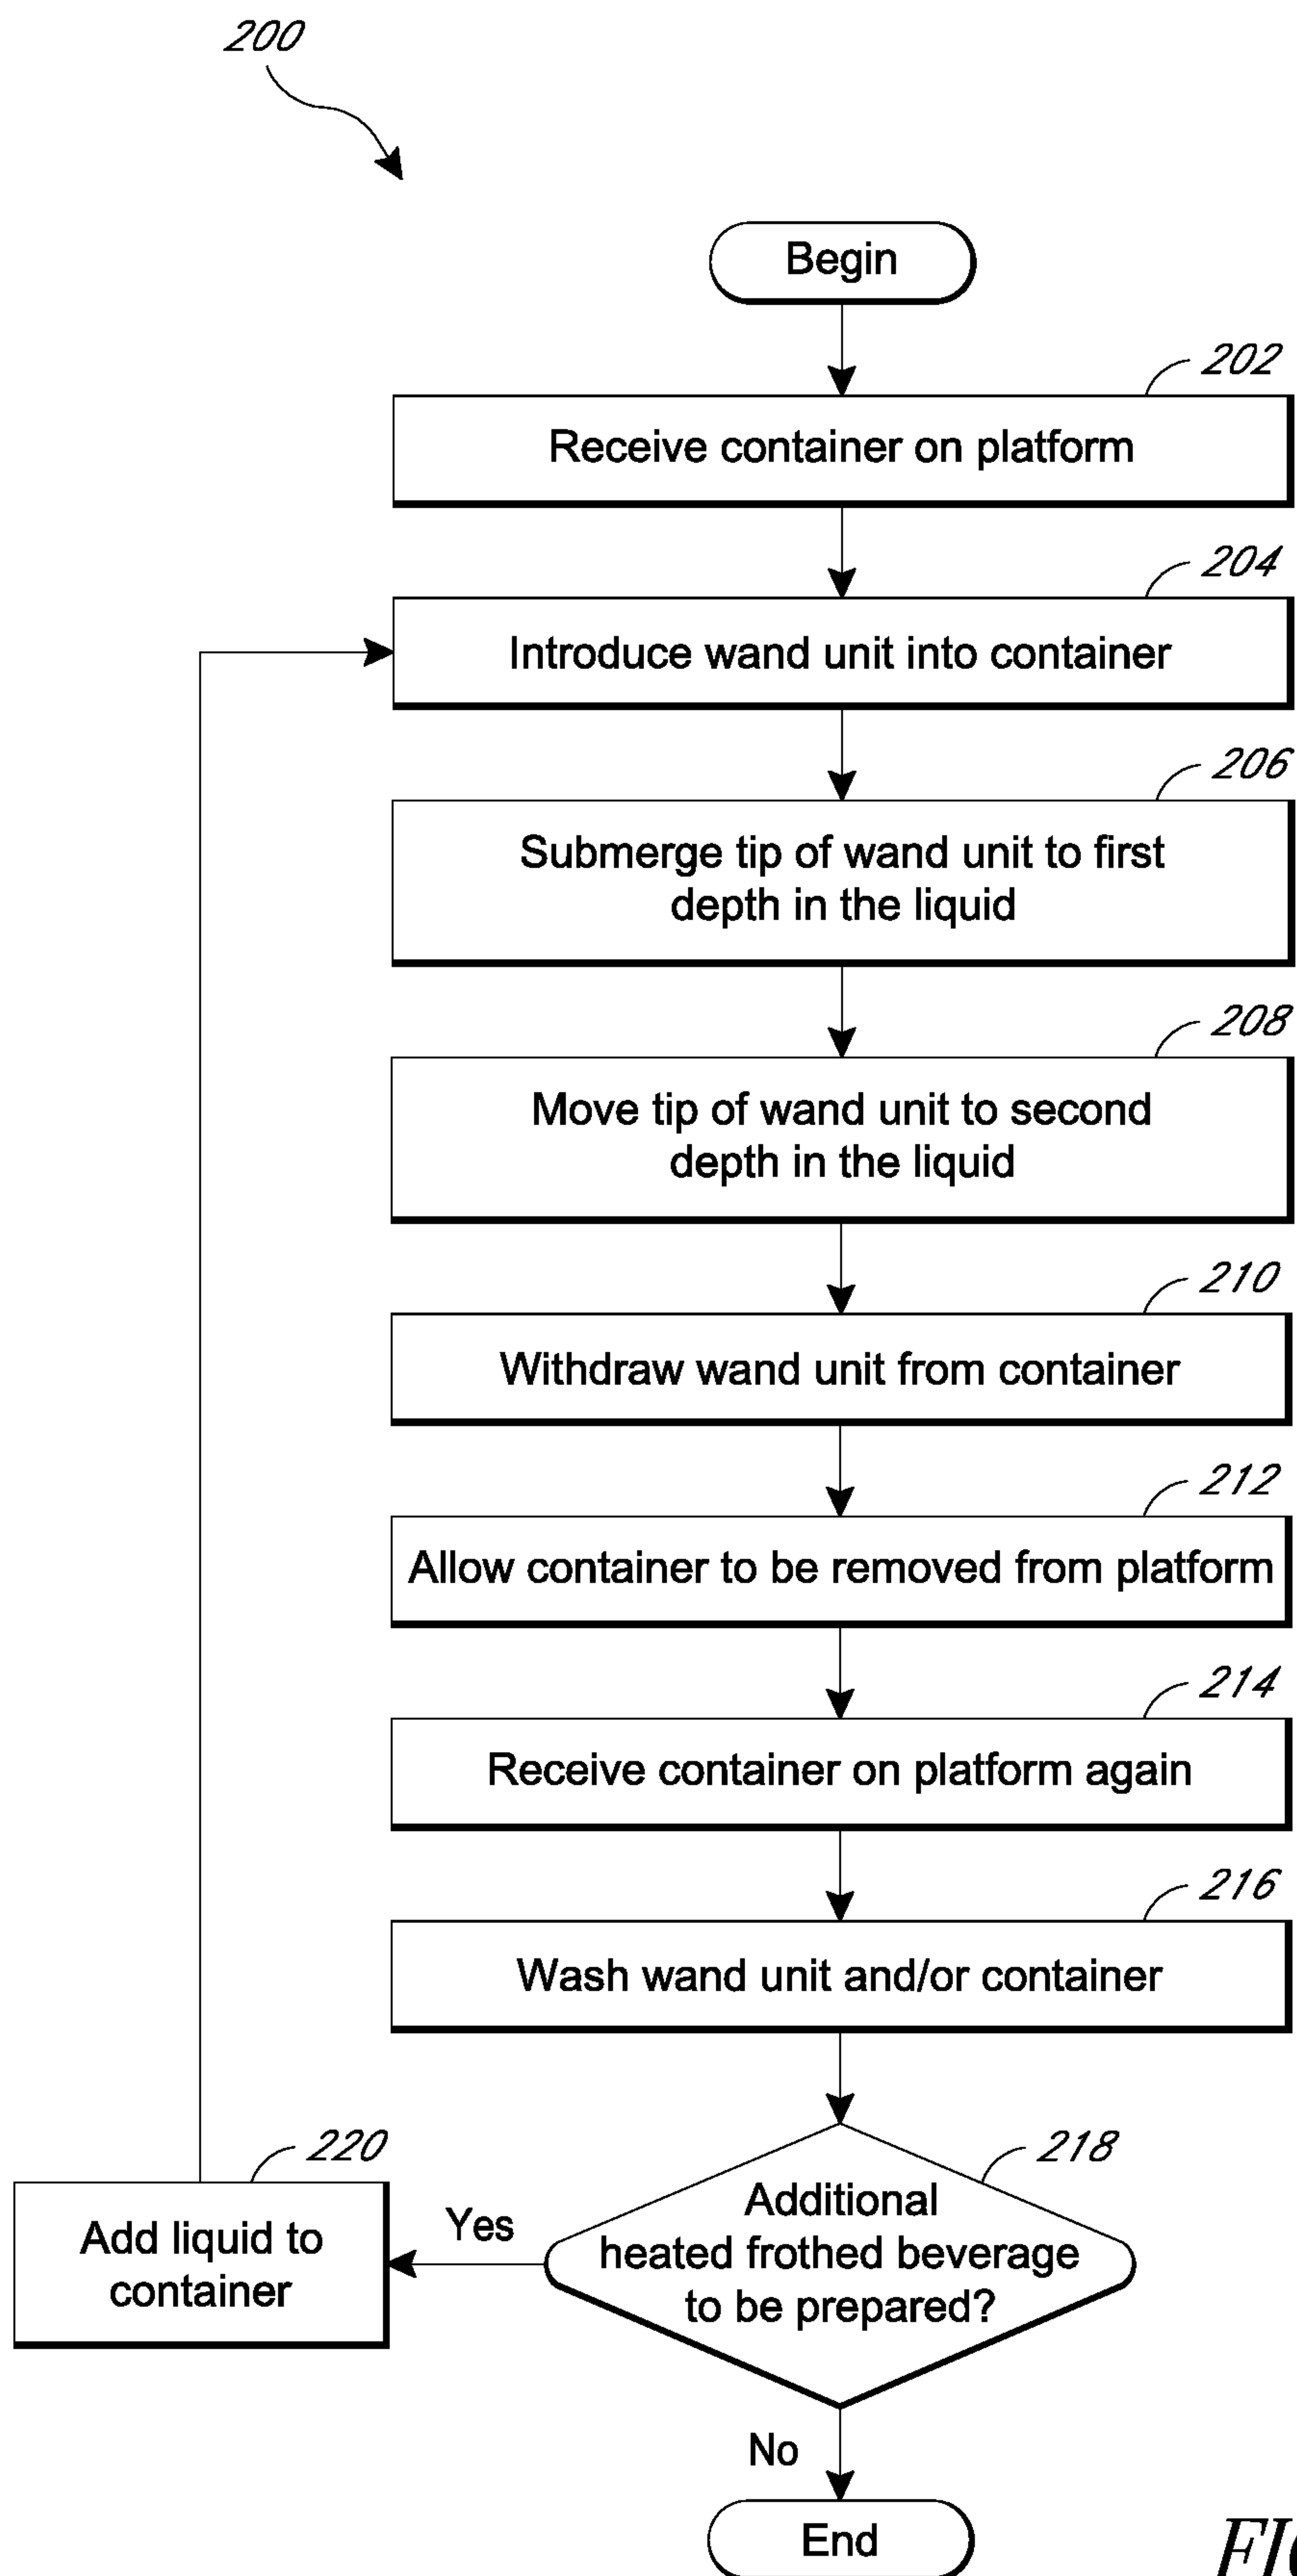 200
Begin
202
Receive container on platform
204
Introduce wand unit into container
206
Submerge tip of wand unit to first
depth in the liquid
208
Move tip of wand unit to second
depth in the liquid
210
Withdraw wand unit from container
212
Allow container to be removed from platform
214
Receive container on platform again
216
Wash wand unit and/or container
218
Additional
heated frothed beverage
to be prepared?
Yes
220
Add liquid to
container
No
End